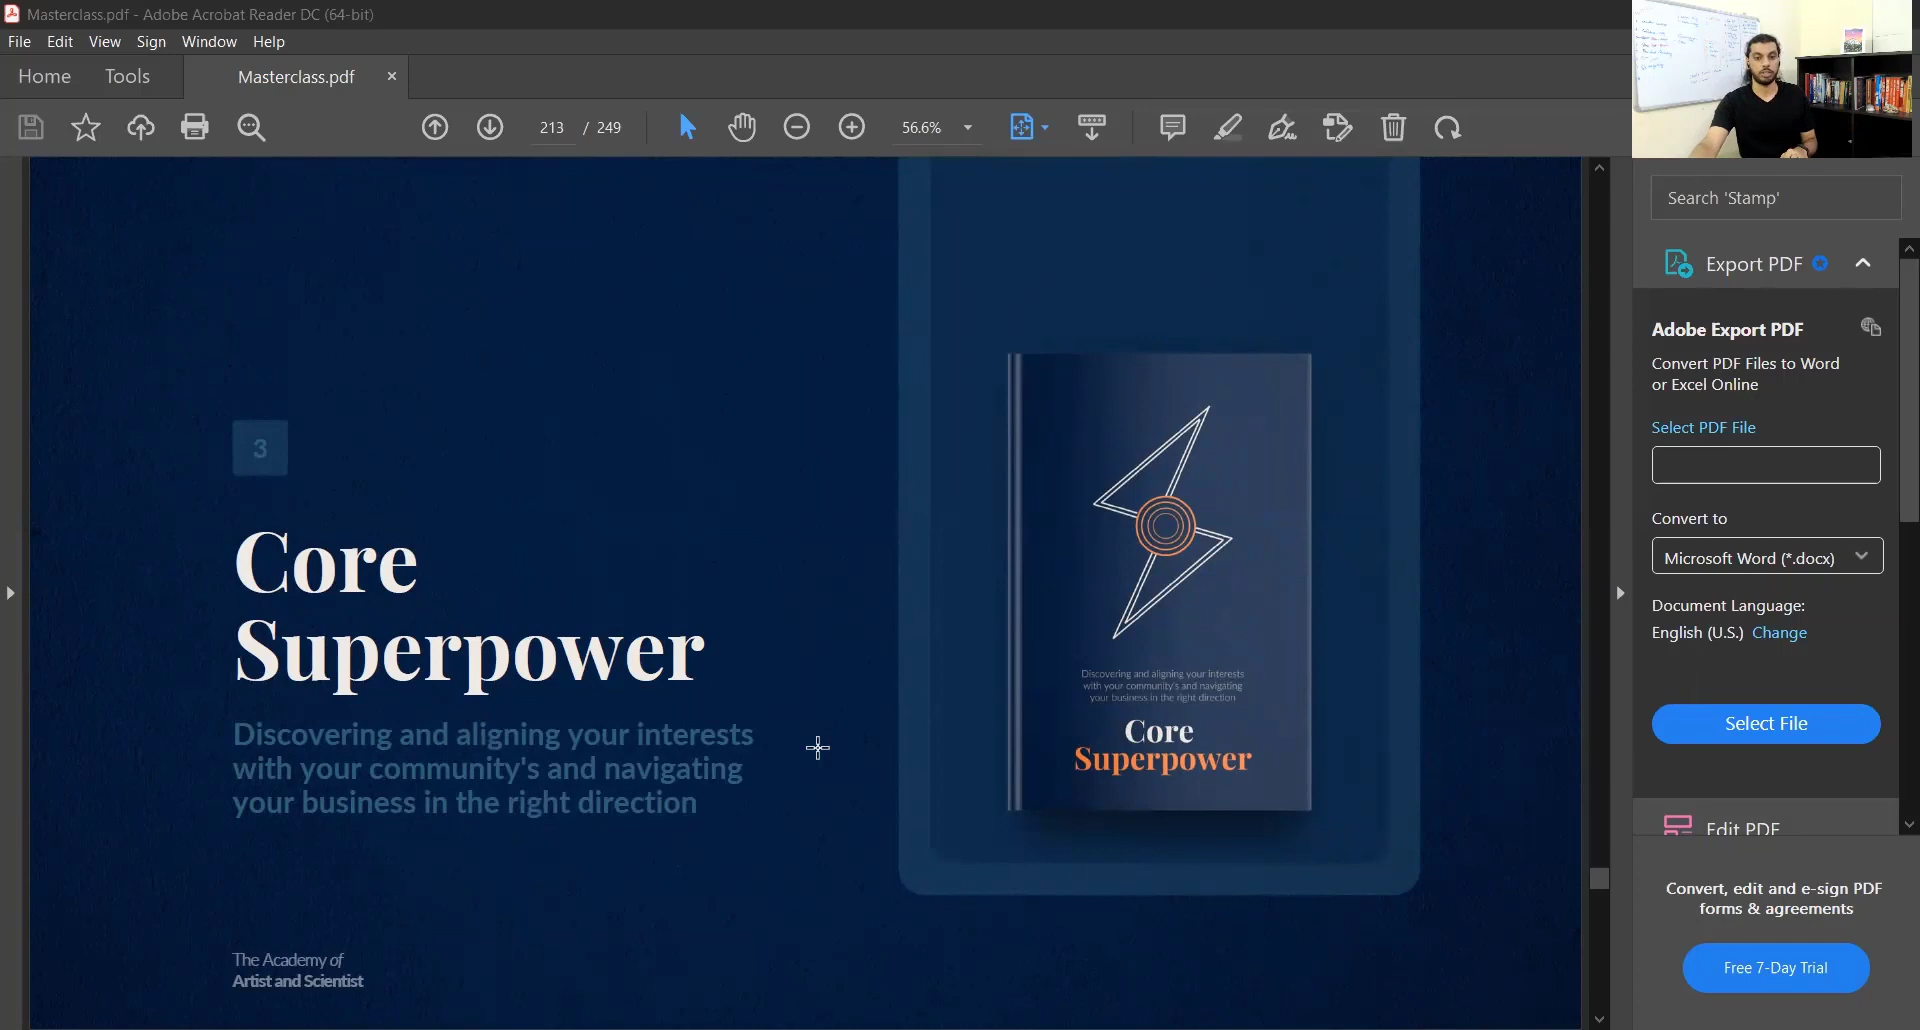 Masterclass.pdf - Adobe Acrobat Reader DC (64-bit)
File Edit View Sign Window Help
Home Tools Masterclass.pdf ×
213 / 249 56.6%
Search 'Stamp'
Export PDF
Adobe Export PDF
Convert PDF Files to Word
or Excel Online
Select PDF File
Convert to
Microsoft Word (*.docx)
Document Language:
English (U.S.) Change
Select File
Edit PDF
Convert, edit and e-sign PDF
forms & agreements
Free 7-Day Trial
3
Core
Superpower
Discovering and aligning your interests
with your community's and navigating
your business in the right direction
The Academy of
Artist and Scientist
Discovering and aligning your interests
with your community's and navigating
your business in the right direction
Core
Superpower